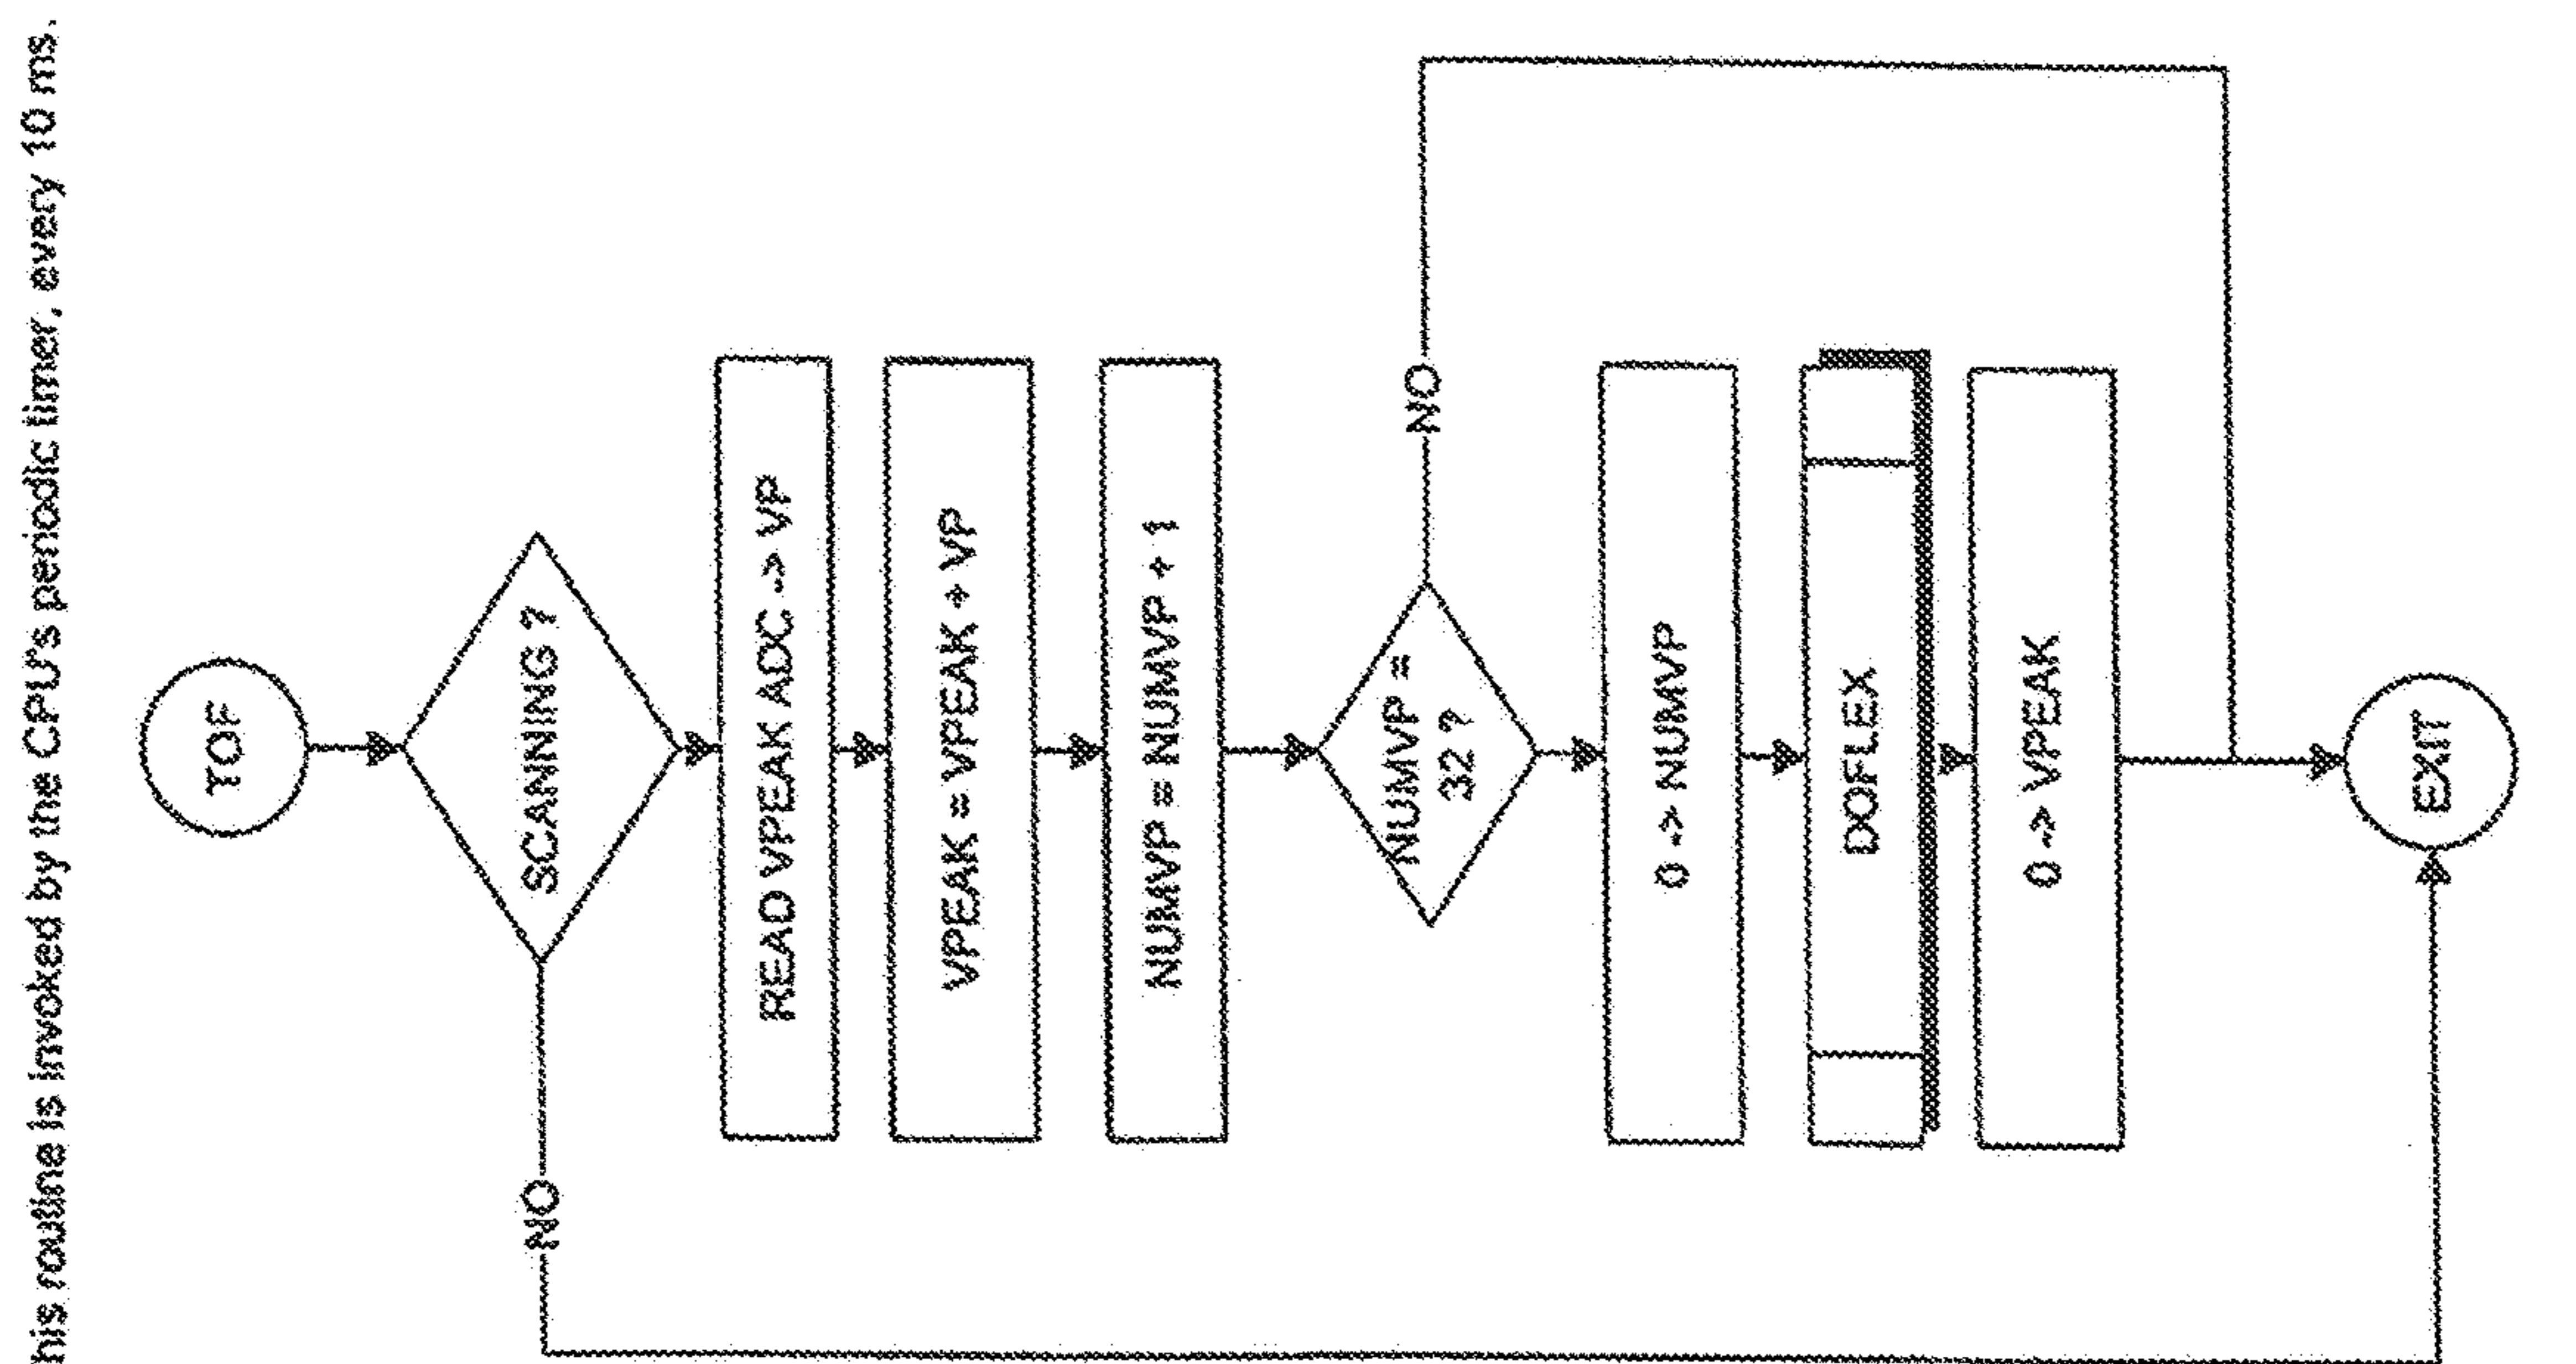 his routine is invoked by the CPU's periodic timer, every 10 ms.
TOF
SCANNING ?
NO
READ VPEAK ADC -> VP
VPEAK = VPEAK + VP
NUMVP = NUMVP + 1
NUMVP =
32 ?
NO
0 -> NUMVP
DOFLEX
0 -> VPEAK
EXIT